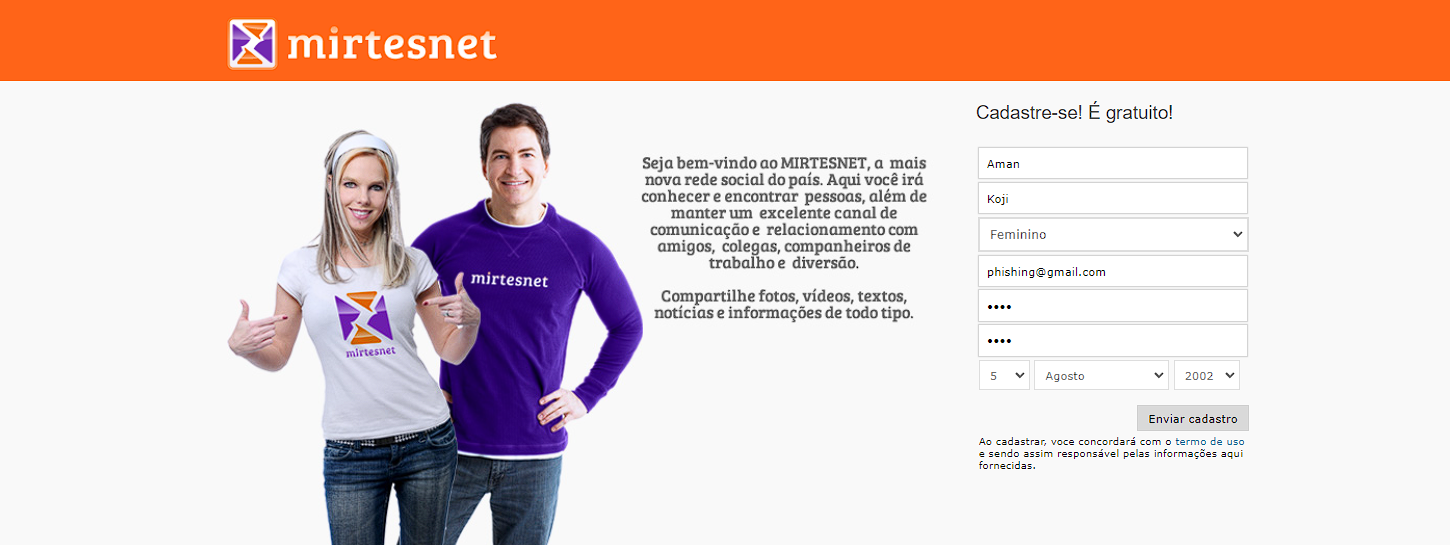 mirtesnet
Cadastre-se! É gratuito!
Seja bem-vindo ao MIRTESNET, a mais
nova rede social do país. Aqui você irá
conhecer e encontrar pessoas, além de
manter um excelente canal de
comunicação e relacionamento com
amigos, colegas, companheiros de
trabalho e diversão.
Compartilhe fotos, vídeos, textos,
notícias e informações de todo tipo.
mirtesnet
mirtesnet
Aman
Koji
Feminino
phishing@gmail.com
••••
••••
5 Agosto 2002
Enviar cadastro
Ao cadastrar, voce concordará com o termo de uso
e sendo assim responsável pelas informações aqui
fornecidas.